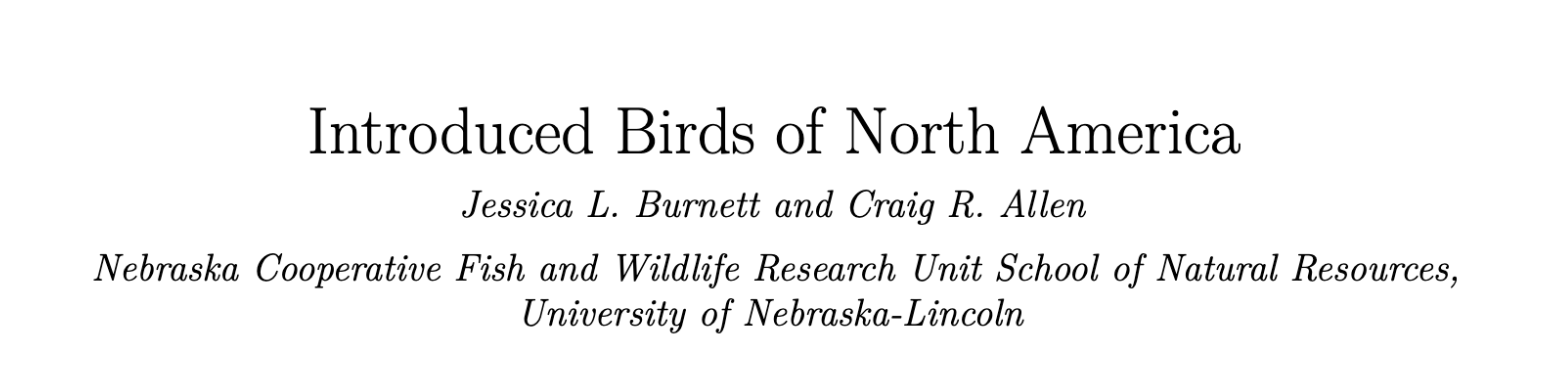 Introduced Birds of North America
Jessica L. Burnett and Craig R. Allen
Nebraska Cooperative Fish and Wildlife Research Unit School of Natural Resources,
University of Nebraska-Lincoln